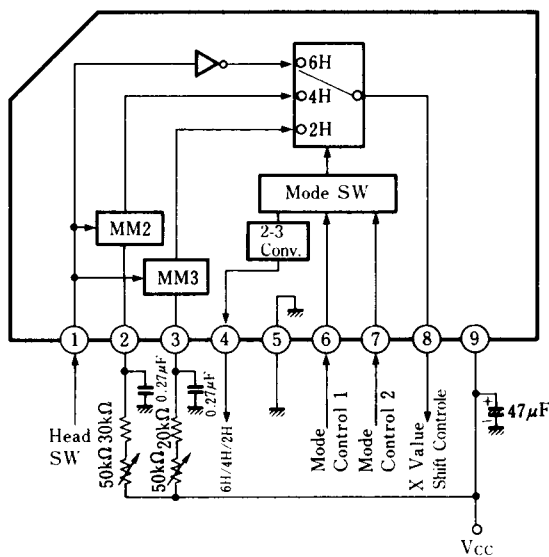 6H
4H
2H
Mode SW
2-3
Conv.
MM2
MM3
1
2
3
4
5
6
7
8
9
Head
SW
50kΩ 30kΩ
0.27μF
50kΩ 20kΩ
0.27μF
6H/4H/2H
Mode
Control 1
Mode
Control 2
X Value
Shift Controle
+
47μF
VCC